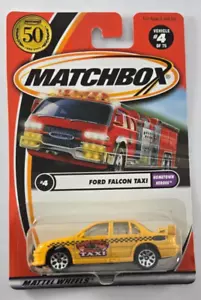 50
VEHICLE
#4
OF 75
MATCHBOX
#4
FORD FALCON TAXI
HOMETOWN
HEROES
TAXI
MATTEL WHEELS